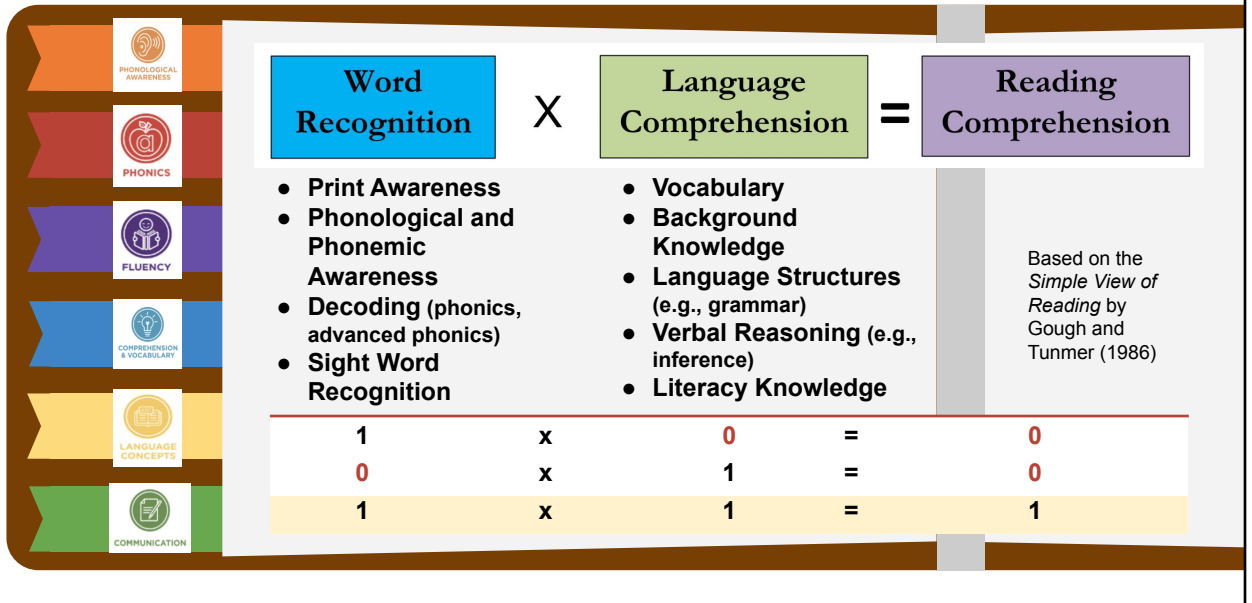 PHONOLOGICAL
AWARENESS
PHONICS
FLUENCY
COMPREHENSION
& VOCABULARY
LANGUAGE
CONCEPTS
COMMUNICATION
Word
Recognition
X
Language
Comprehension
=
Reading
Comprehension
● Print Awareness
● Phonological and
Phonemic
Awareness
● Decoding (phonics,
advanced phonics)
● Sight Word
Recognition
● Vocabulary
● Background
Knowledge
● Language Structures
(e.g., grammar)
● Verbal Reasoning (e.g.,
inference)
● Literacy Knowledge
Based on the
Simple View of
Reading by
Gough and
Tunmer (1986)
1 x 0 = 0
0 x 1 = 0
1 x 1 = 1